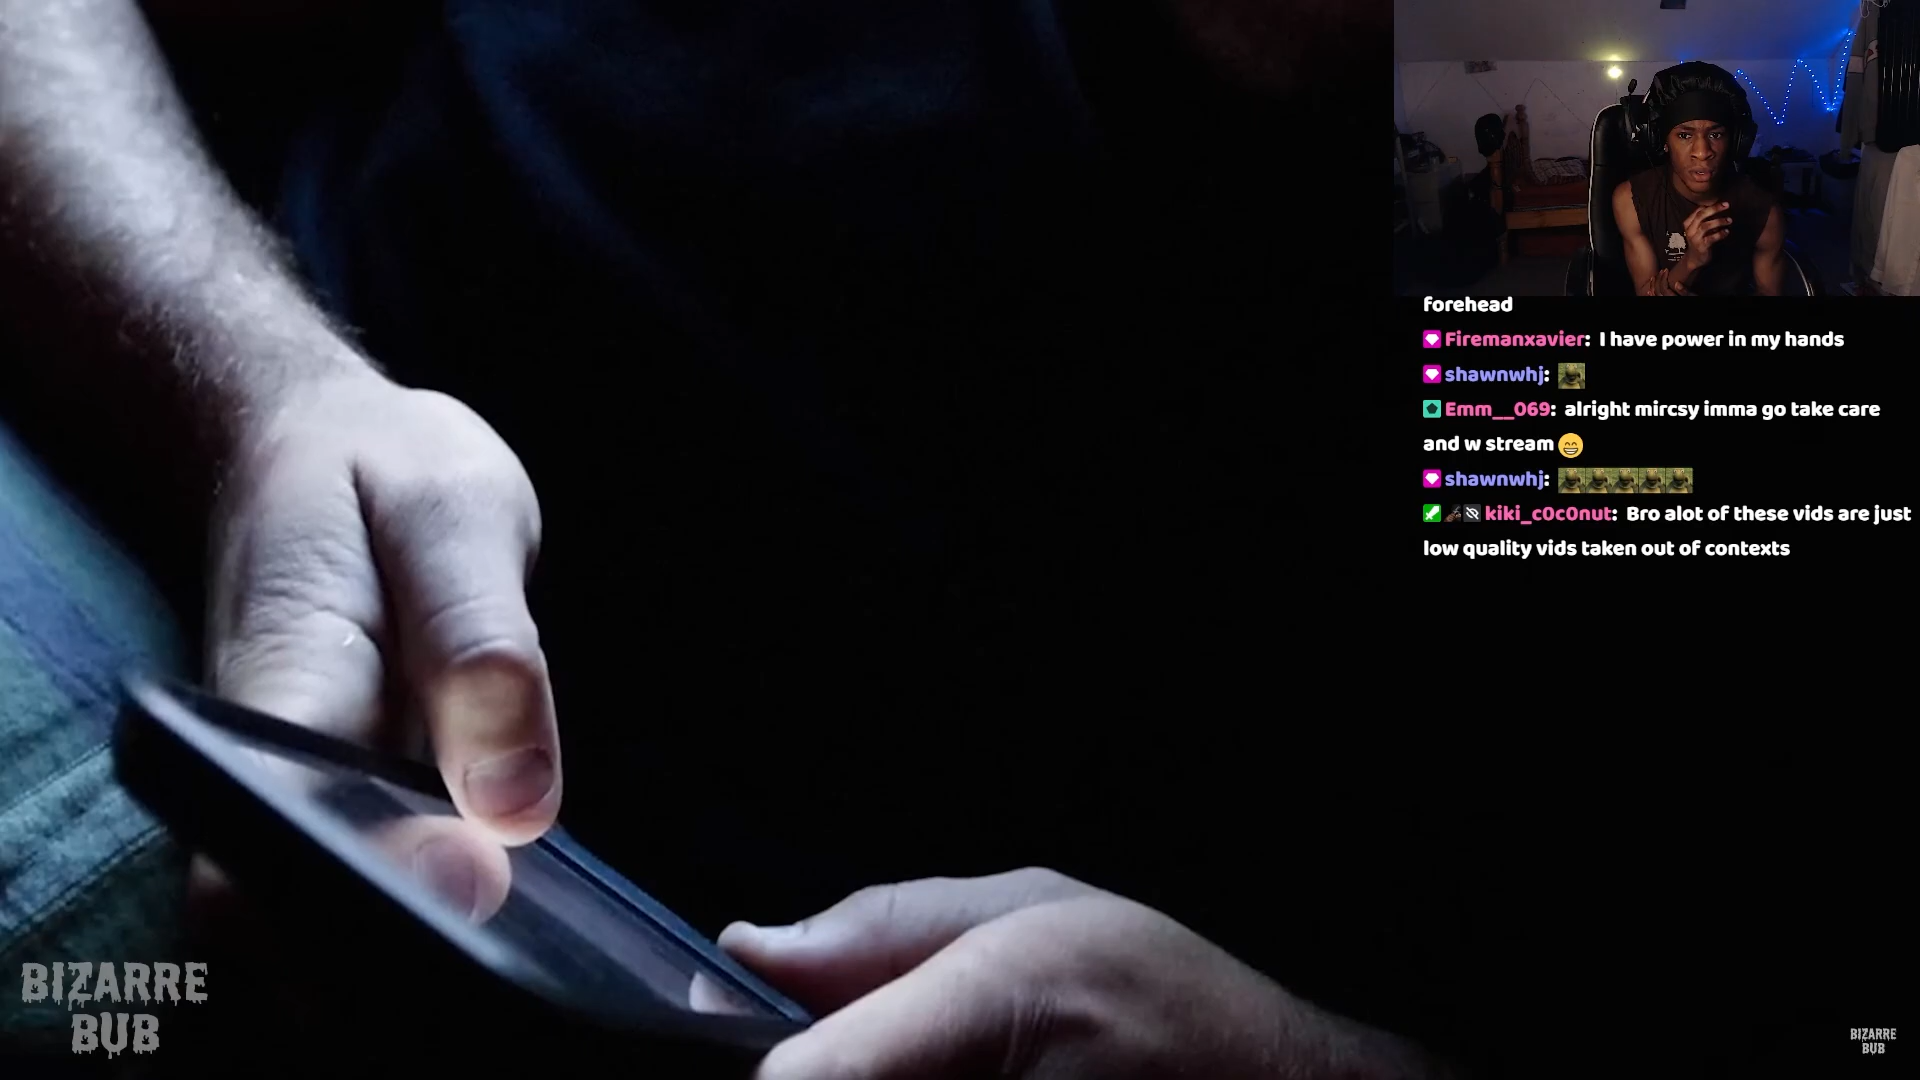 forehead
Firemanxavier: I have power in my hands
shawnwhj:
Emm__069: alright mircsy imma go take care
and w stream
shawnwhj:
kiki_c0c0nut: Bro alot of these vids are just
low quality vids taken out of contexts
BIZARRE
BUB
BIZARRE
BUB